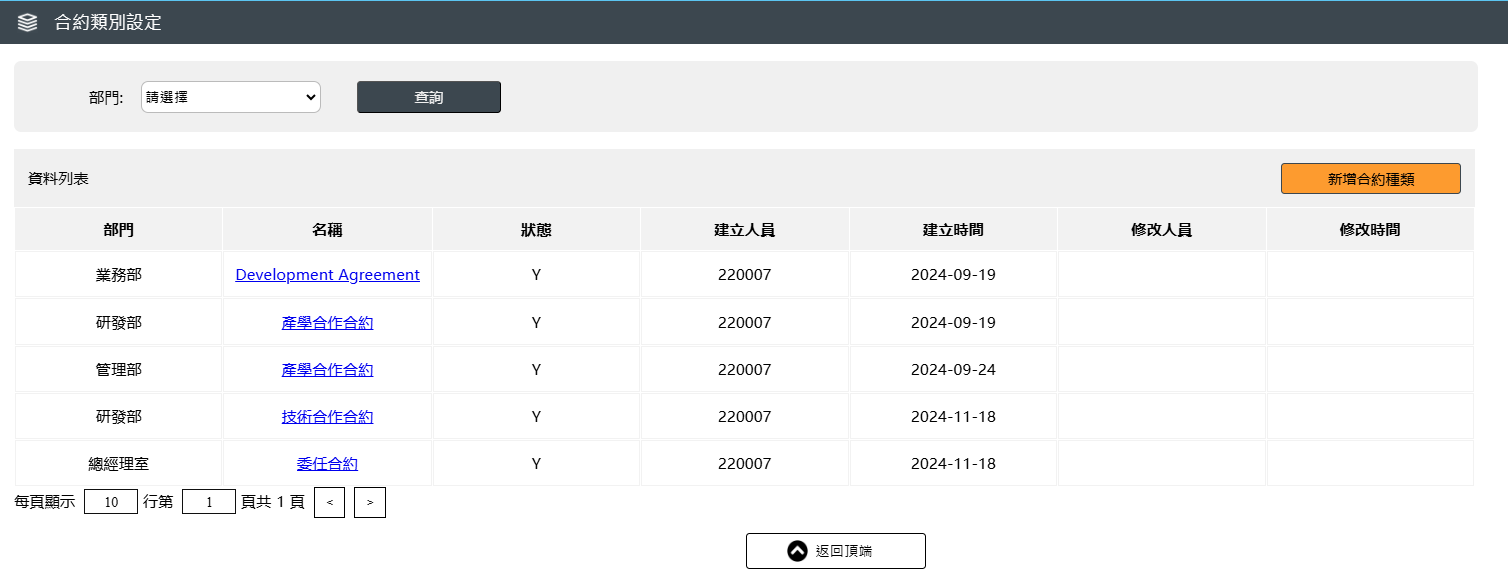 合約類別設定
部門: 請選擇 查詢
資料列表 新增合約種類
部門 名稱 狀態 建立人員 建立時間 修改人員 修改時間
業務部 Development Agreement Y 220007 2024-09-19
研發部 產學合作合約 Y 220007 2024-09-19
管理部 產學合作合約 Y 220007 2024-09-24
研發部 技術合作合約 Y 220007 2024-11-18
總經理室 委任合約 Y 220007 2024-11-18
每頁顯示 10 行第 1 頁共 1 頁 < >
返回頂端